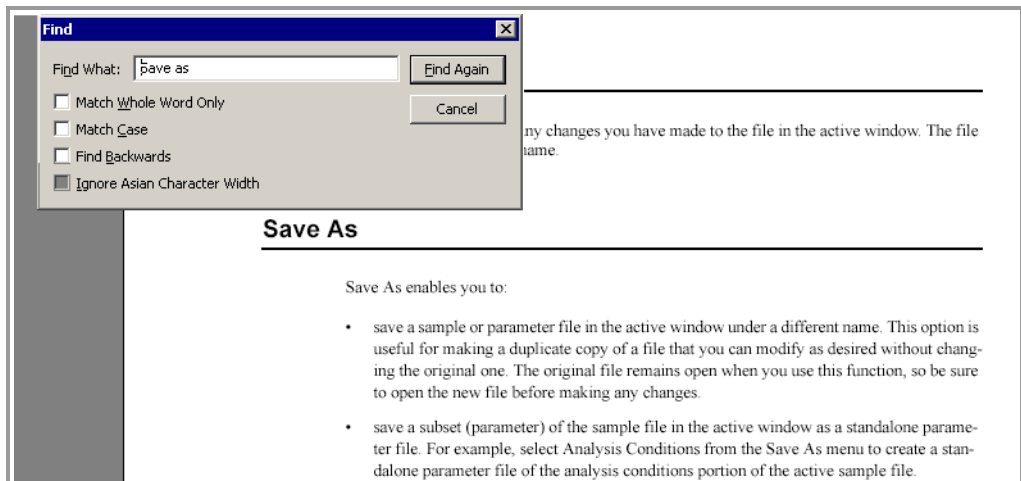 Find
Find What: Save as
Find Again
Match Whole Word Only
Cancel
Match Case
Find Backwards
Ignore Asian Character Width
ny changes you have made to the file in the active window. The file
name.
Save As
Save As enables you to:
• save a sample or parameter file in the active window under a different name. This option is
useful for making a duplicate copy of a file that you can modify as desired without chang-
ing the original one. The original file remains open when you use this function, so be sure
to open the new file before making any changes.
• save a subset (parameter) of the sample file in the active window as a standalone parame-
ter file. For example, select Analysis Conditions from the Save As menu to create a stan-
dalone parameter file of the analysis conditions portion of the active sample file.